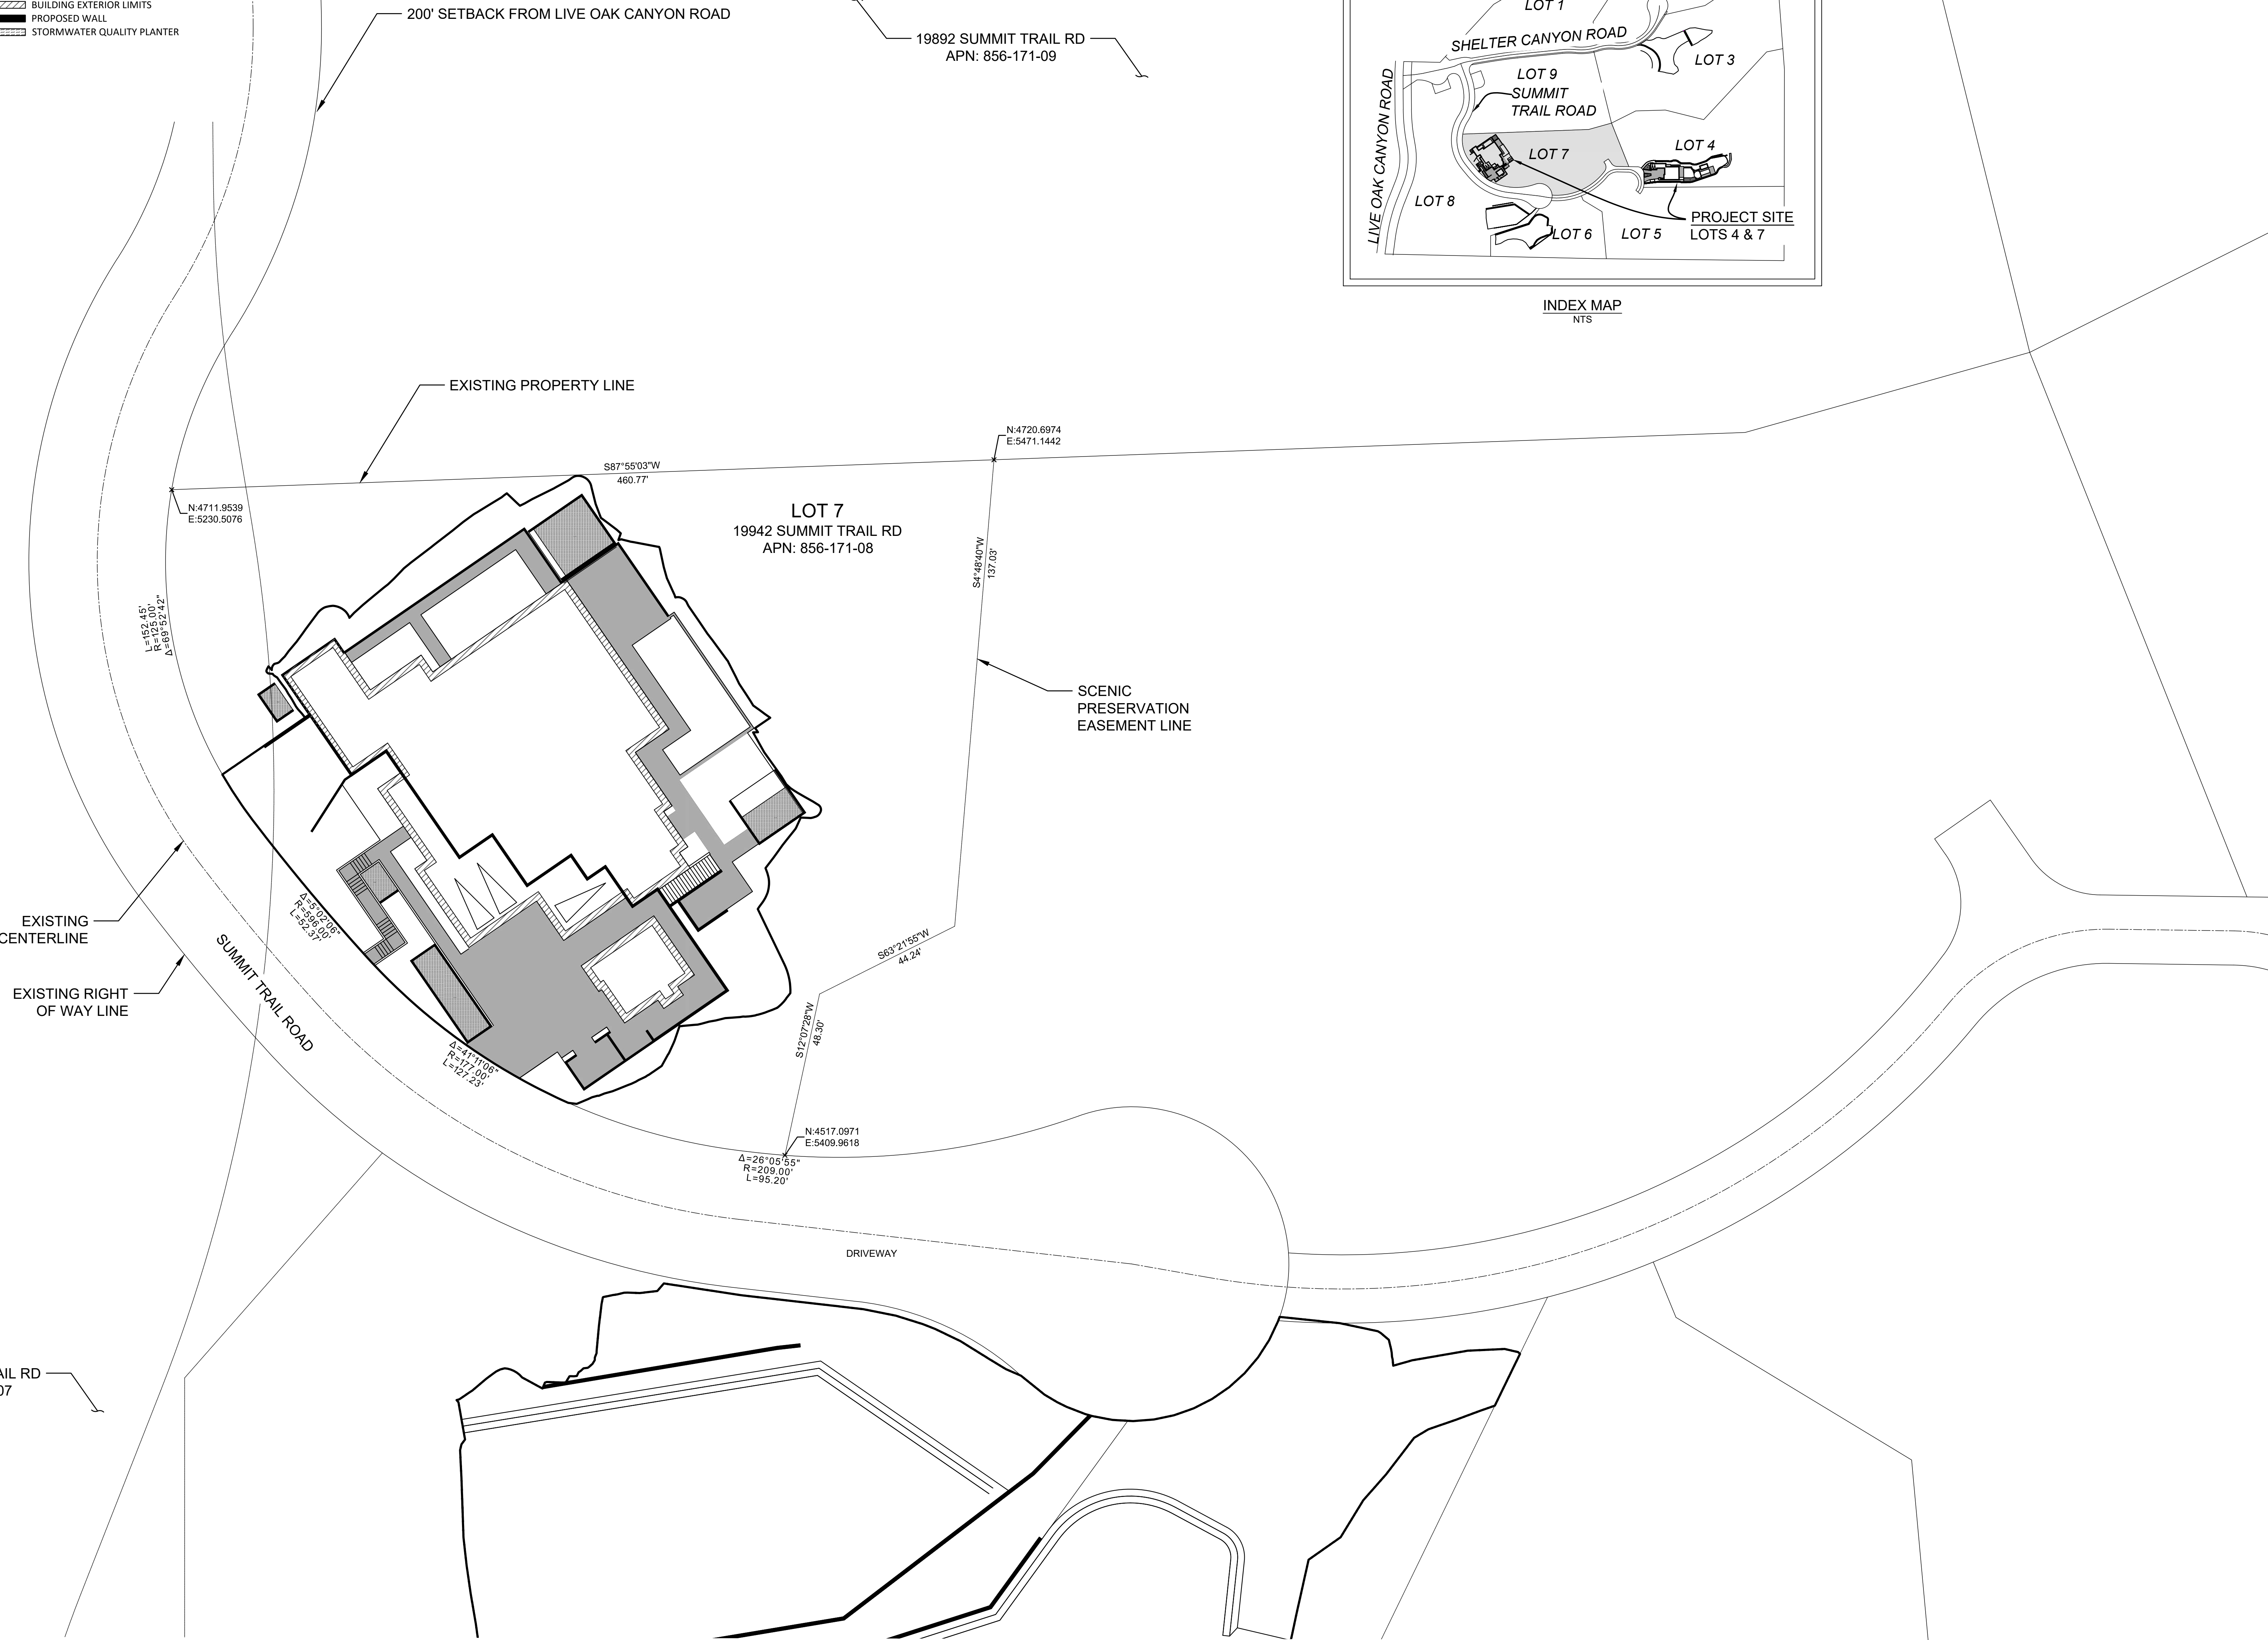 BUILDING EXTERIOR LIMITS
PROPOSED WALL
STORMWATER QUALITY PLANTER
200' SETBACK FROM LIVE OAK CANYON ROAD
19892 SUMMIT TRAIL RD
APN: 856-171-09
LOT 1
SHELTER CANYON ROAD
LOT 3
LOT 9
SUMMIT
TRAIL ROAD
LIVE OAK CANYON ROAD
LOT 7
LOT 4
LOT 8
PROJECT SITE
LOTS 4 & 7
LOT 6
LOT 5
INDEX MAP
NTS
EXISTING PROPERTY LINE
N:4720.6974
E:5471.1442
S87°55'03"W
460.77'
N:4711.9539
E:5230.5076
LOT 7
19942 SUMMIT TRAIL RD
APN: 856-171-08
S4°48'40"W
137.03'
L=152.45'
R=125.00'
Δ=69°52'42"
SCENIC
PRESERVATION
EASEMENT LINE
Δ=5°02'06"
R=596.00'
L=52.37'
EXISTING
CENTERLINE
SUMMIT TRAIL ROAD
S63°21'55"W
44.24'
EXISTING RIGHT
OF WAY LINE
S12°07'28"W
48.30'
Δ=41°11'06"
R=177.00'
L=127.23'
N:4517.0971
E:5409.9618
Δ=26°05'55"
R=209.00'
L=95.20'
DRIVEWAY
AIL RD
07